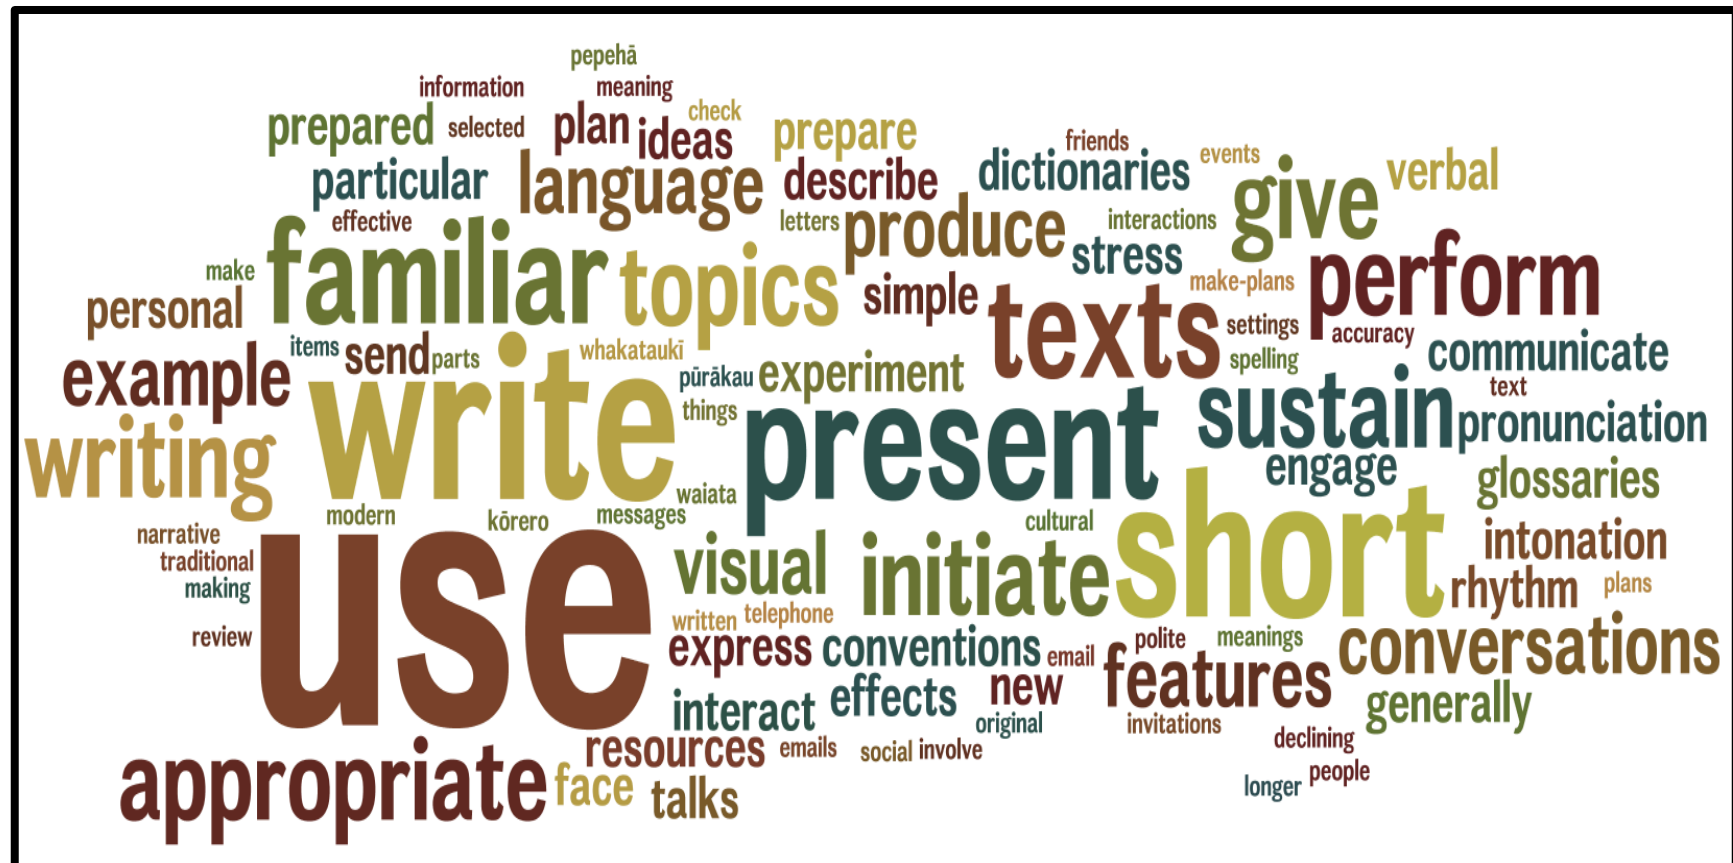 pepehā
information meaning
prepared selected plan ideas check prepare
friends
particular language describe dictionaries events give verbal
effective letters produce interactions
make familiar topics stress perform
personal simple texts make-plans
items send parts whakataukī settings accuracy communicate
example write pūrākau experiment spelling text
things present sustain pronunciation
writing waiata engage glossaries
modern kōrero messages cultural short
narrative use visual initiate intonation
traditional
making rhythm plans
written telephone
review express conventions email polite meanings conversations
interact effects new features generally
original invitations
appropriate resources emails social involve declining
face talks longer people